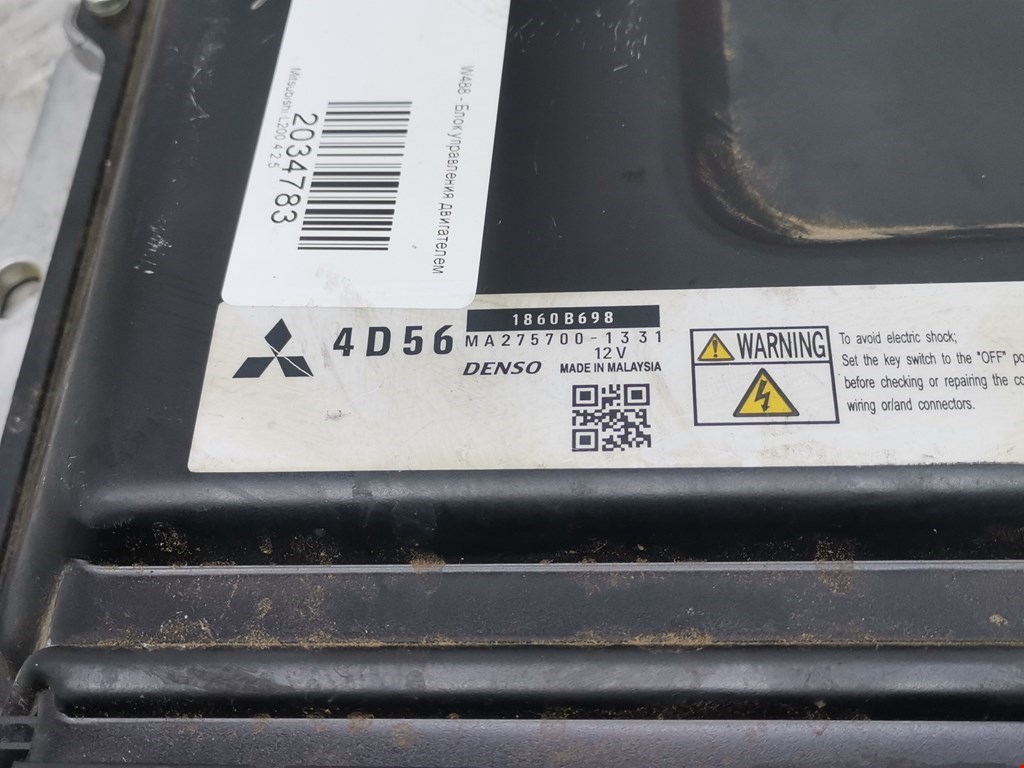 W488 - Блок управления двигателем
2034783
Mitsubishi L200 4 2.5
4D56
1860B698
MA275700-1331
12V
DENSO
MADE IN MALAYSIA
WARNING
To avoid electric shock;
Set the key switch to the "OFF"
before checking or repairing the
wiring or/and connectors.